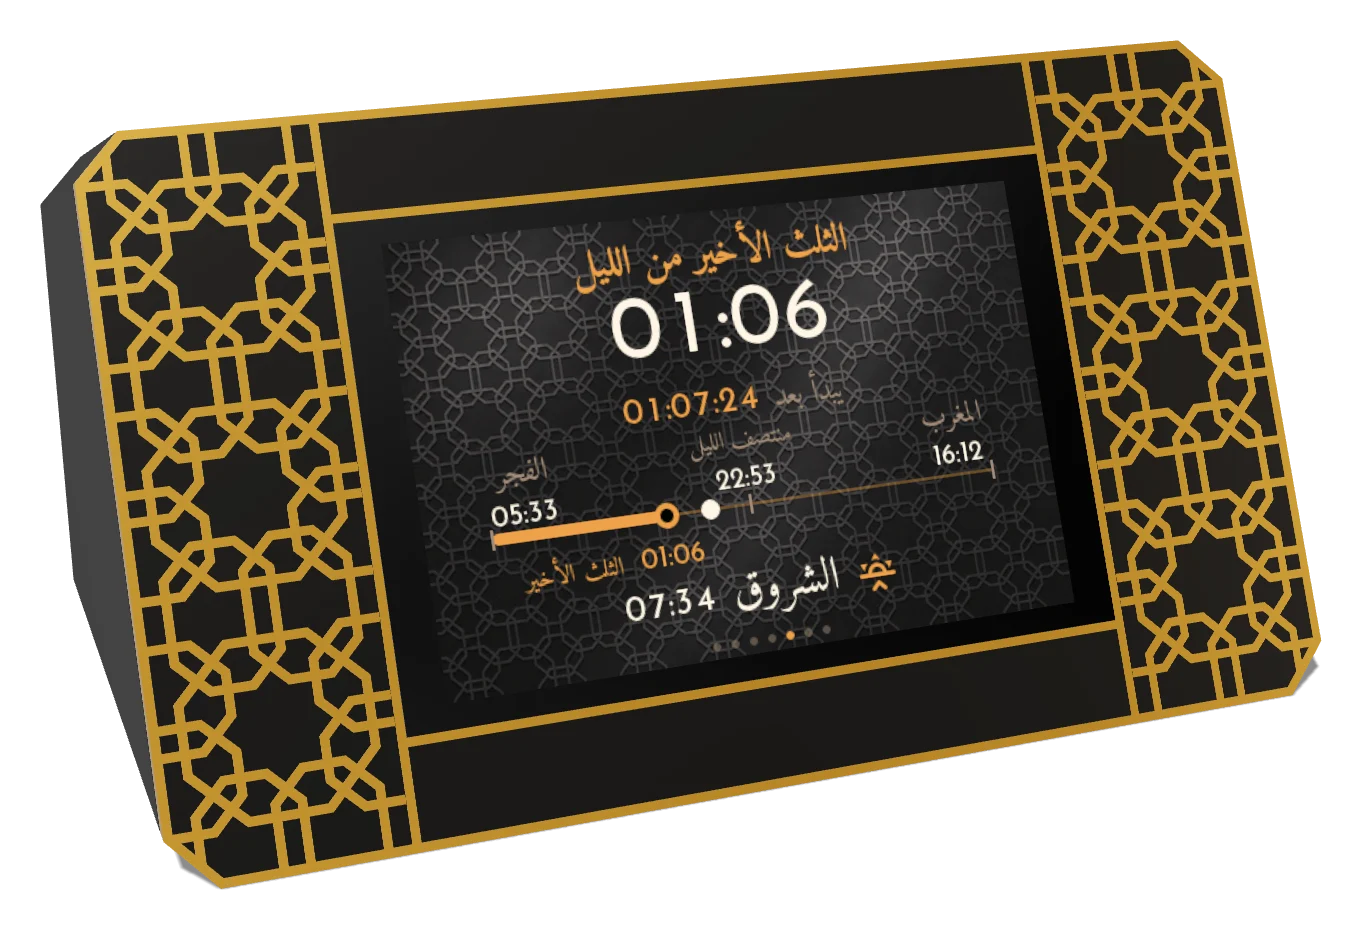 الثلث الأخير من الليل
01:06
يبدأ بعد 01:07:24
المغرب
16:12
منتصف الليل
22:53
الفجر
05:33
01:06 الثلث الأخير
الشروق 07:34